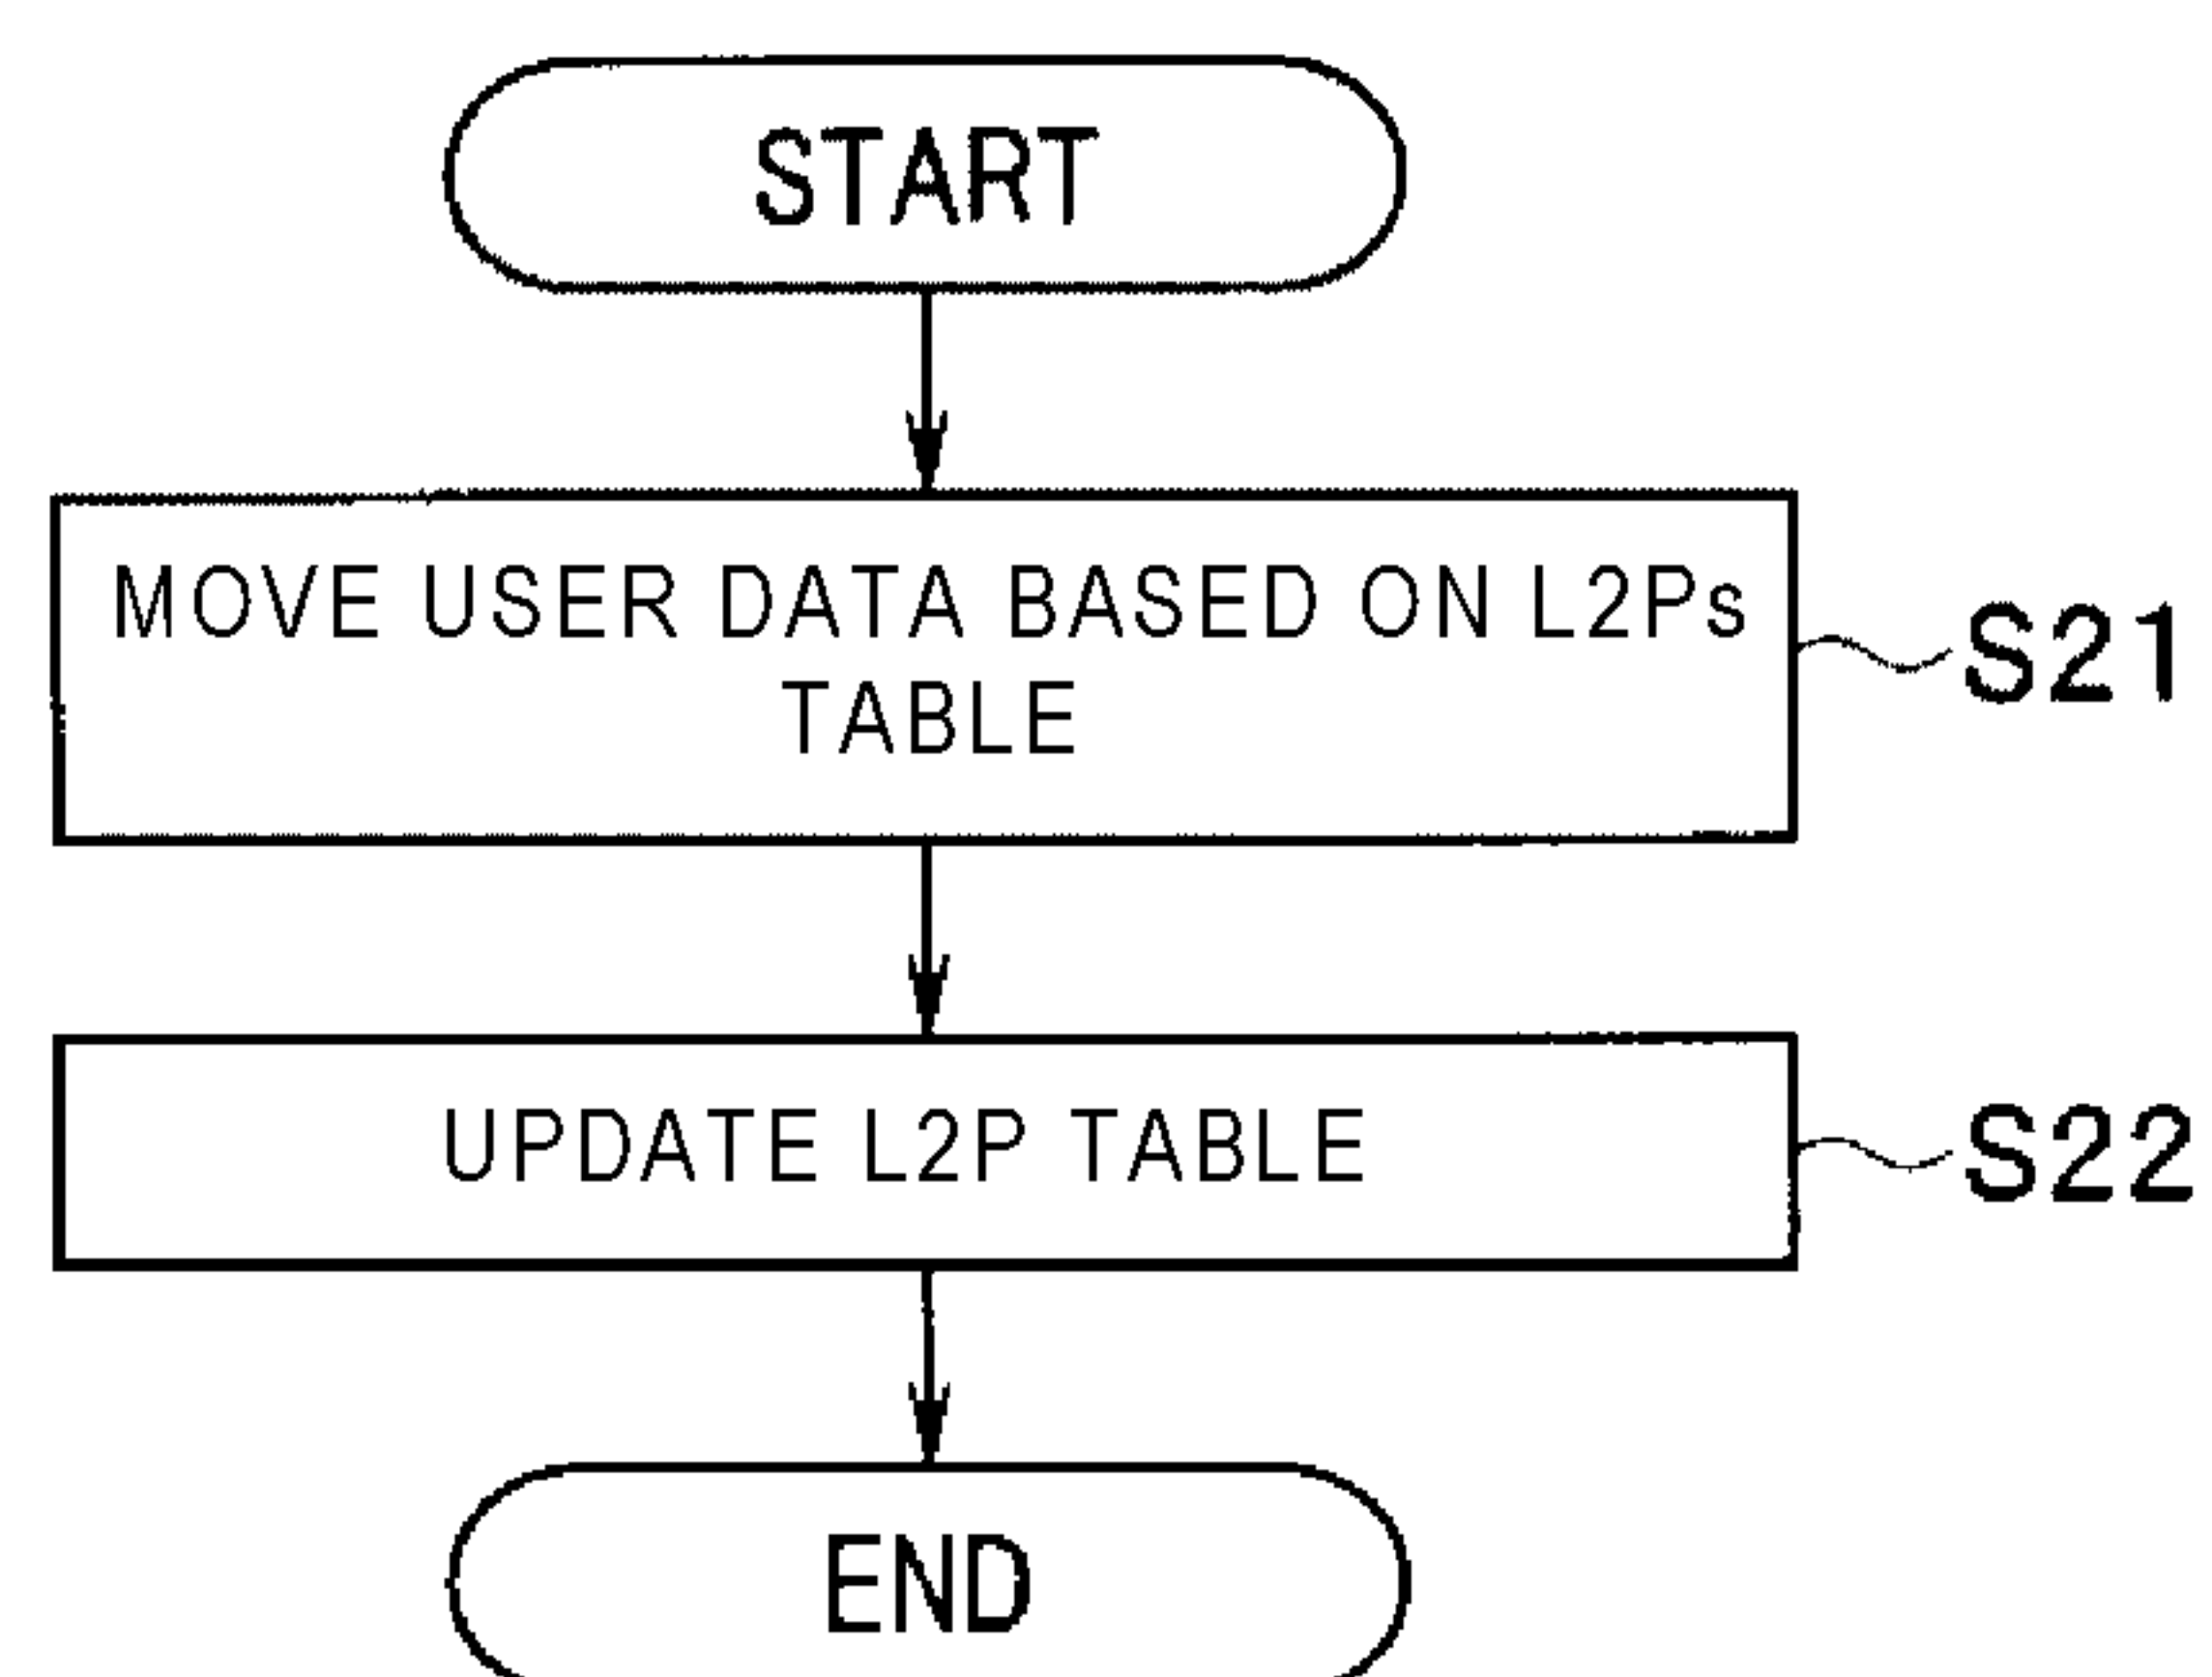 START
MOVE USER DATA BASED ON L2Ps
TABLE
S21
UPDATE L2P TABLE
S22
END